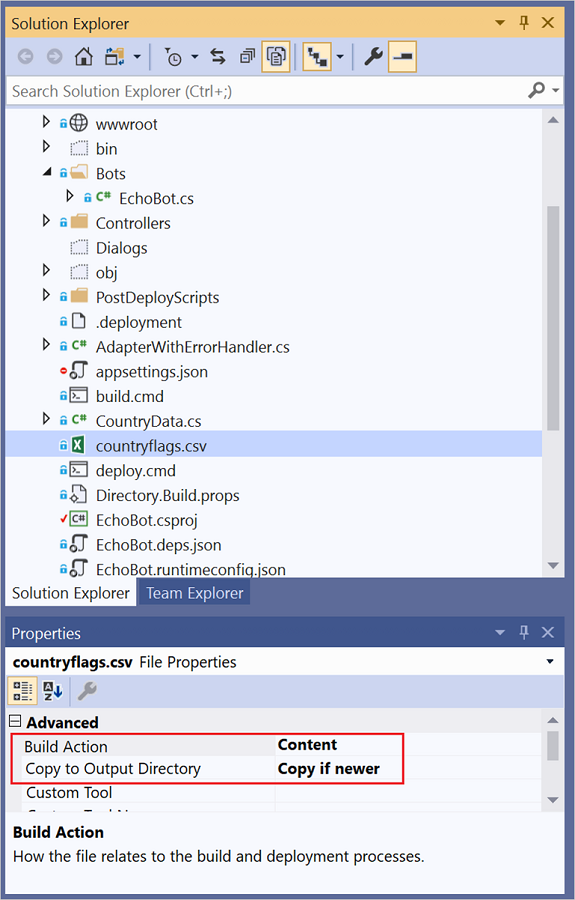 Solution Explorer
Search Solution Explorer (Ctrl+;)
wwwroot
bin
Bots
C# EchoBot.cs
Controllers
Dialogs
obj
PostDeployScripts
.deployment
C# AdapterWithErrorHandler.cs
appsettings.json
build.cmd
C# CountryData.cs
countryflags.csv
deploy.cmd
Directory.Build.props
C# EchoBot.csproj
EchoBot.deps.json
EchoBot.runtimeconfig.json
Solution Explorer Team Explorer
Properties
countryflags.csv File Properties
Advanced
Build Action Content
Copy to Output Directory Copy if newer
Custom Tool
Build Action
How the file relates to the build and deployment processes.